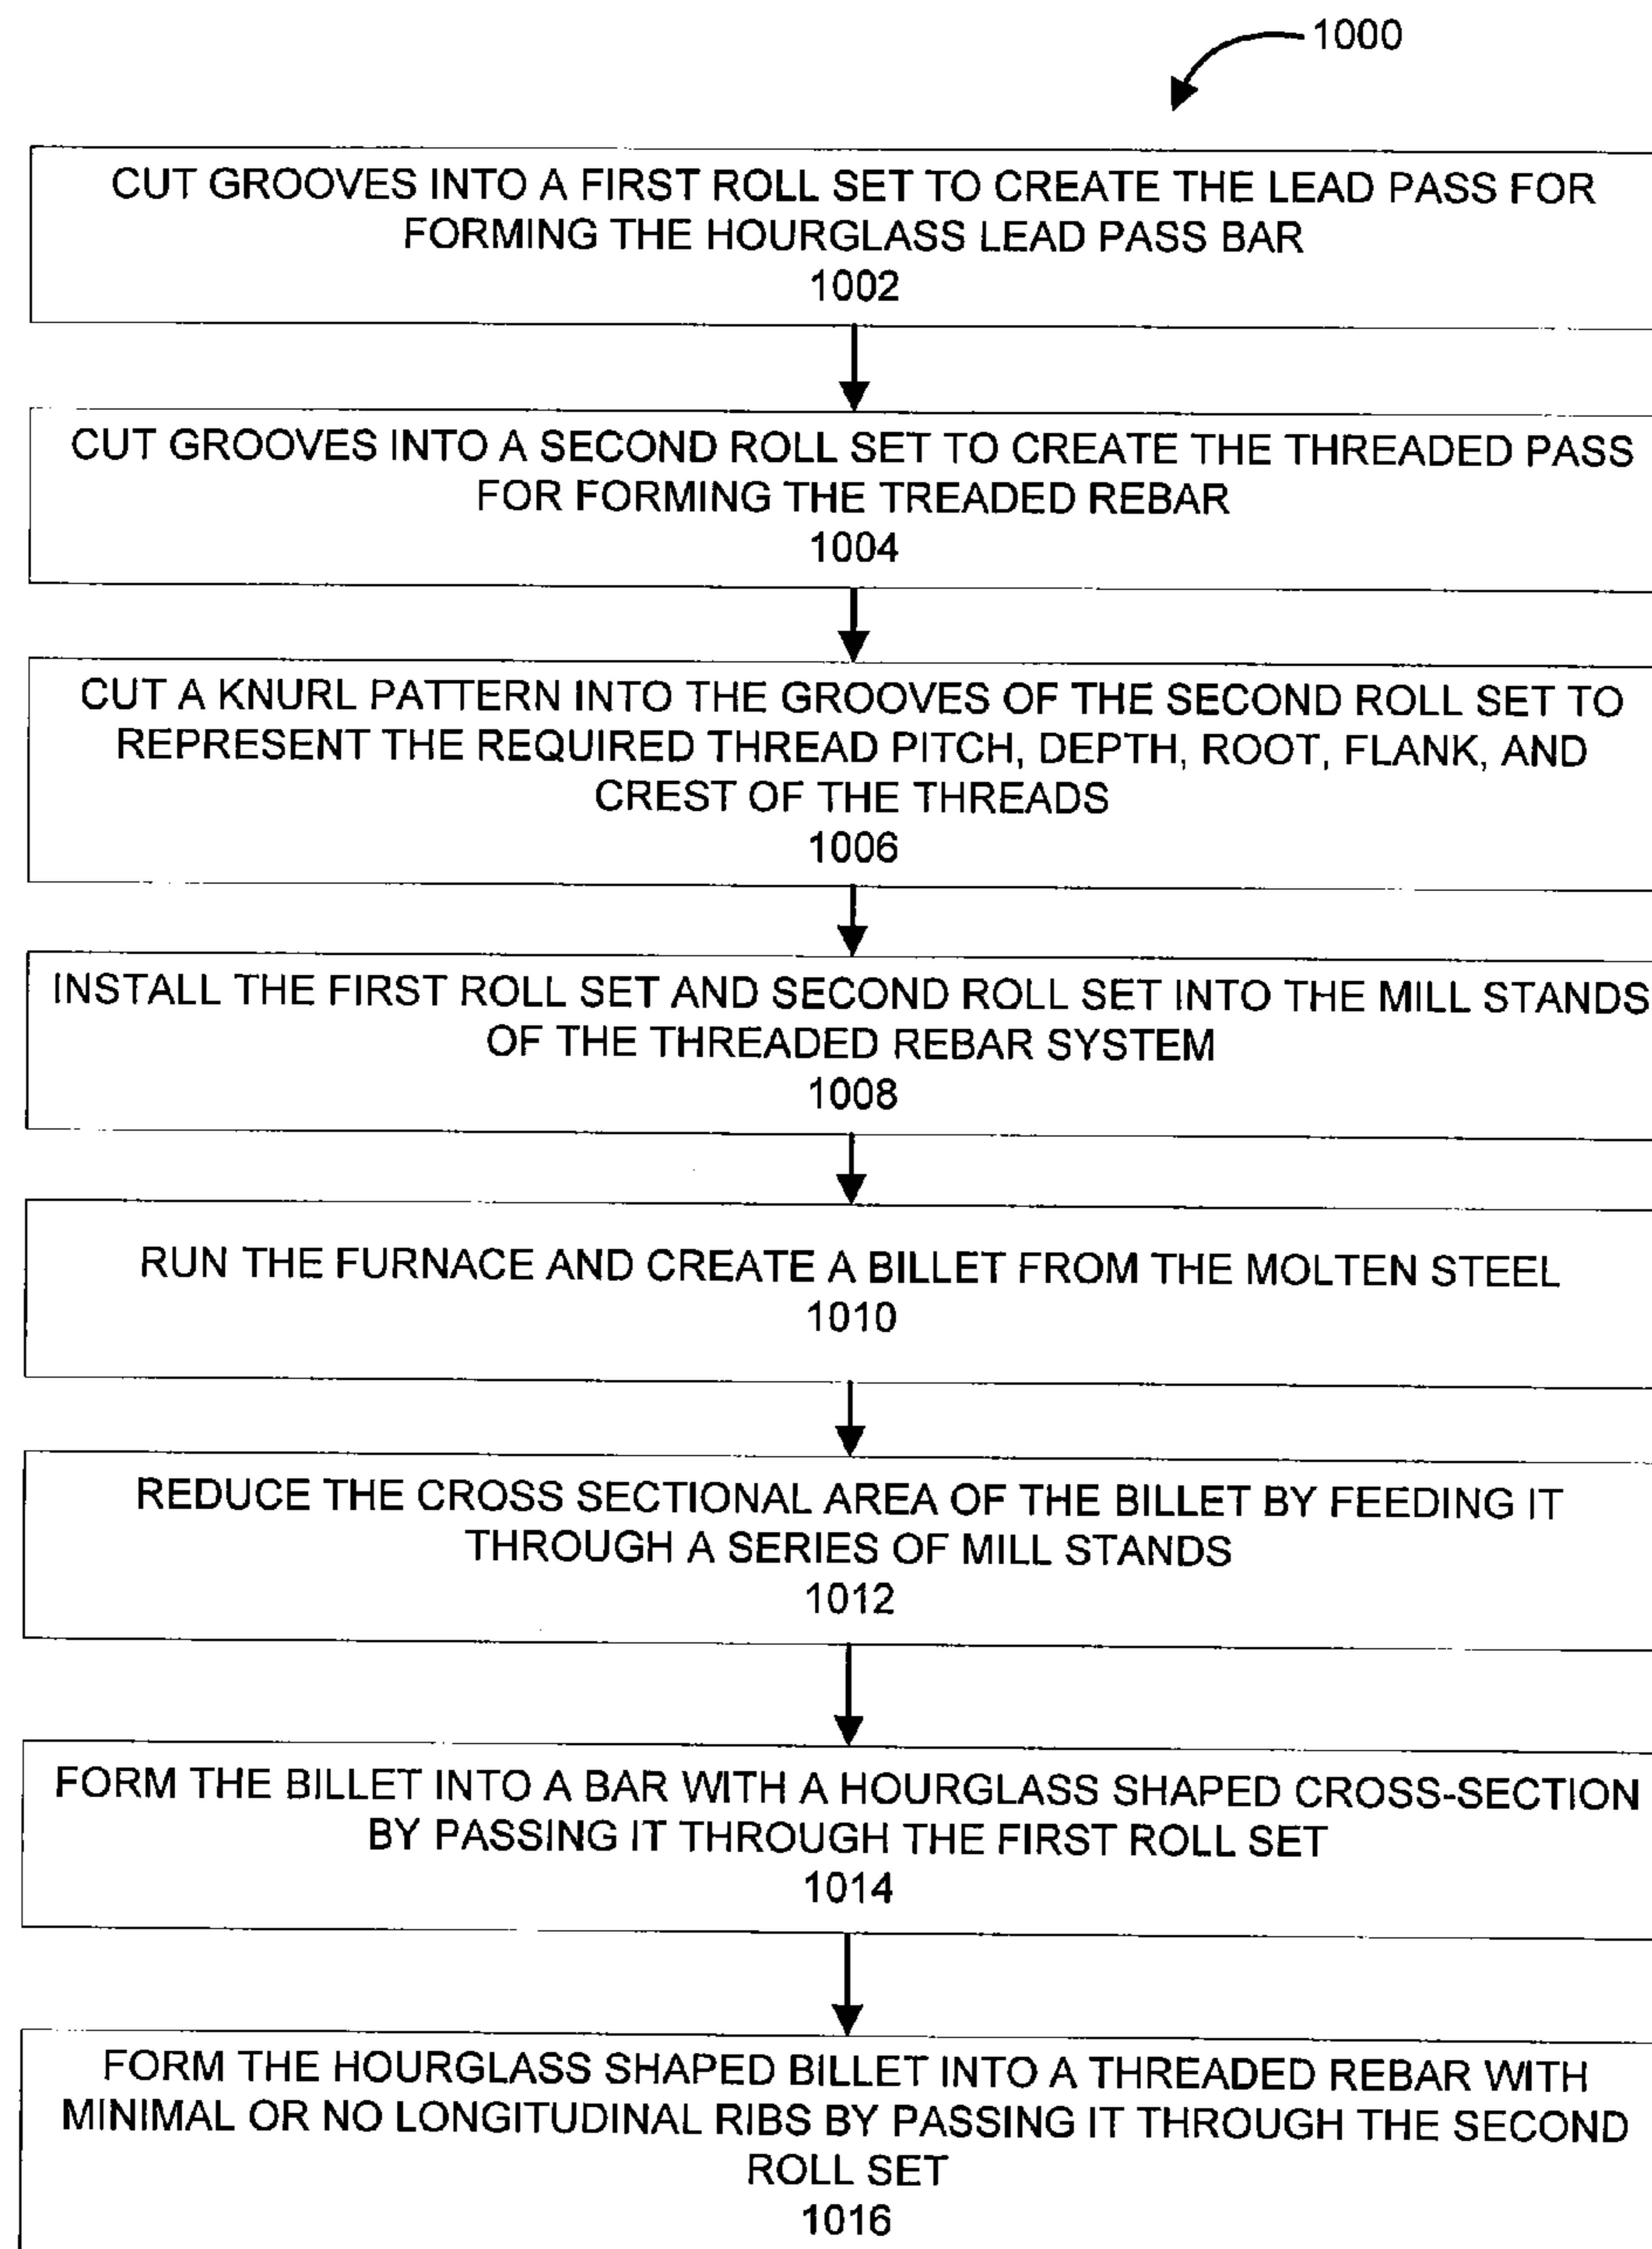 1000
CUT GROOVES INTO A FIRST ROLL SET TO CREATE THE LEAD PASS FOR
FORMING THE HOURGLASS LEAD PASS BAR
1002
CUT GROOVES INTO A SECOND ROLL SET TO CREATE THE THREADED PASS
FOR FORMING THE TREADED REBAR
1004
CUT A KNURL PATTERN INTO THE GROOVES OF THE SECOND ROLL SET TO
REPRESENT THE REQUIRED THREAD PITCH, DEPTH, ROOT, FLANK, AND
CREST OF THE THREADS
1006
INSTALL THE FIRST ROLL SET AND SECOND ROLL SET INTO THE MILL STANDS
OF THE THREADED REBAR SYSTEM
1008
RUN THE FURNACE AND CREATE A BILLET FROM THE MOLTEN STEEL
1010
REDUCE THE CROSS SECTIONAL AREA OF THE BILLET BY FEEDING IT
THROUGH A SERIES OF MILL STANDS
1012
FORM THE BILLET INTO A BAR WITH A HOURGLASS SHAPED CROSS-SECTION
BY PASSING IT THROUGH THE FIRST ROLL SET
1014
FORM THE HOURGLASS SHAPED BILLET INTO A THREADED REBAR WITH
MINIMAL OR NO LONGITUDINAL RIBS BY PASSING IT THROUGH THE SECOND
ROLL SET
1016